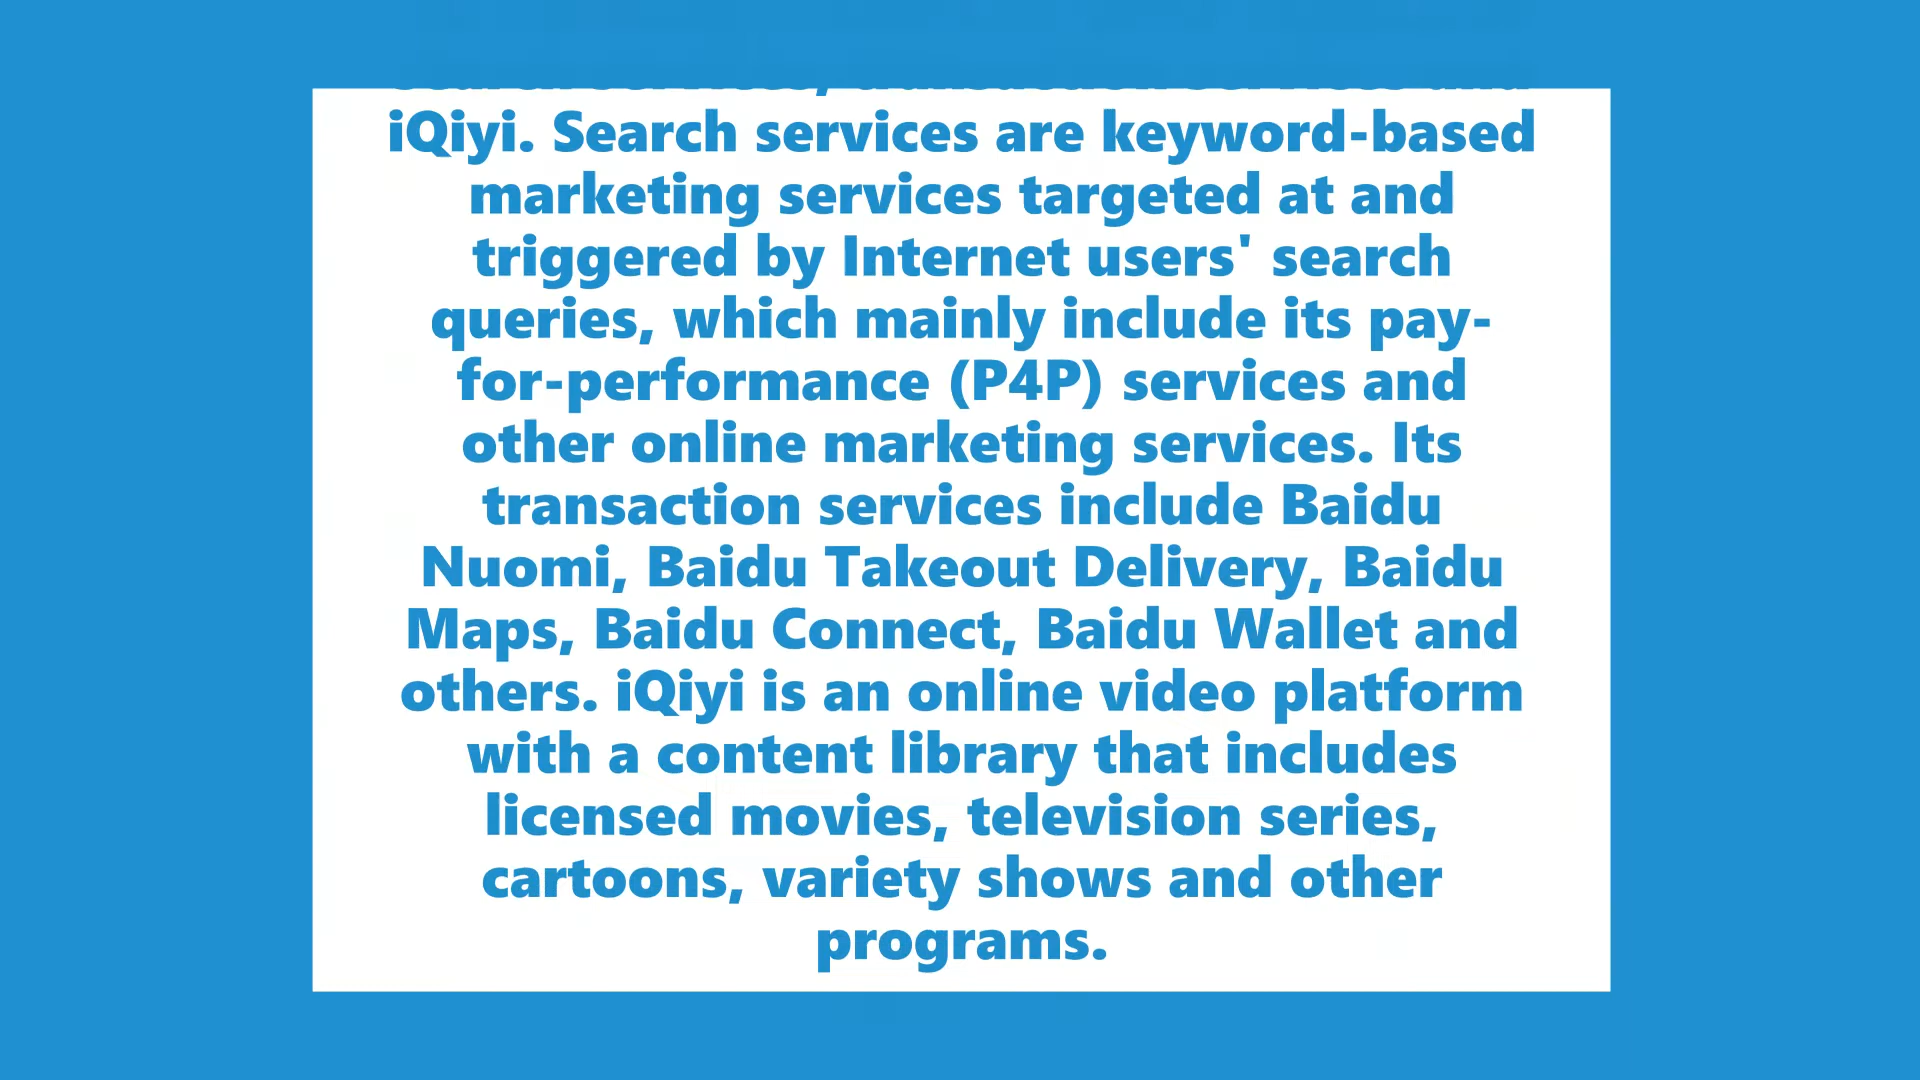 iQiyi. Search services are keyword-based
marketing services targeted at and
triggered by Internet users' search
queries, which mainly include its pay-
for-performance (P4P) services and
other online marketing services. Its
transaction services include Baidu
Nuomi, Baidu Takeout Delivery, Baidu
Maps, Baidu Connect, Baidu Wallet and
others. iQiyi is an online video platform
with a content library that includes
licensed movies, television series,
cartoons, variety shows and other
programs.